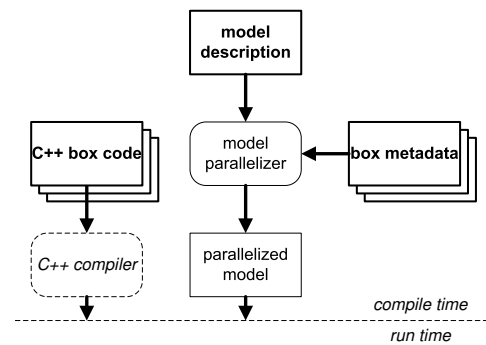 model
description
C++ box code
model
parallelizer
box metadata
C++ compiler
parallelized
model
compile time
run time